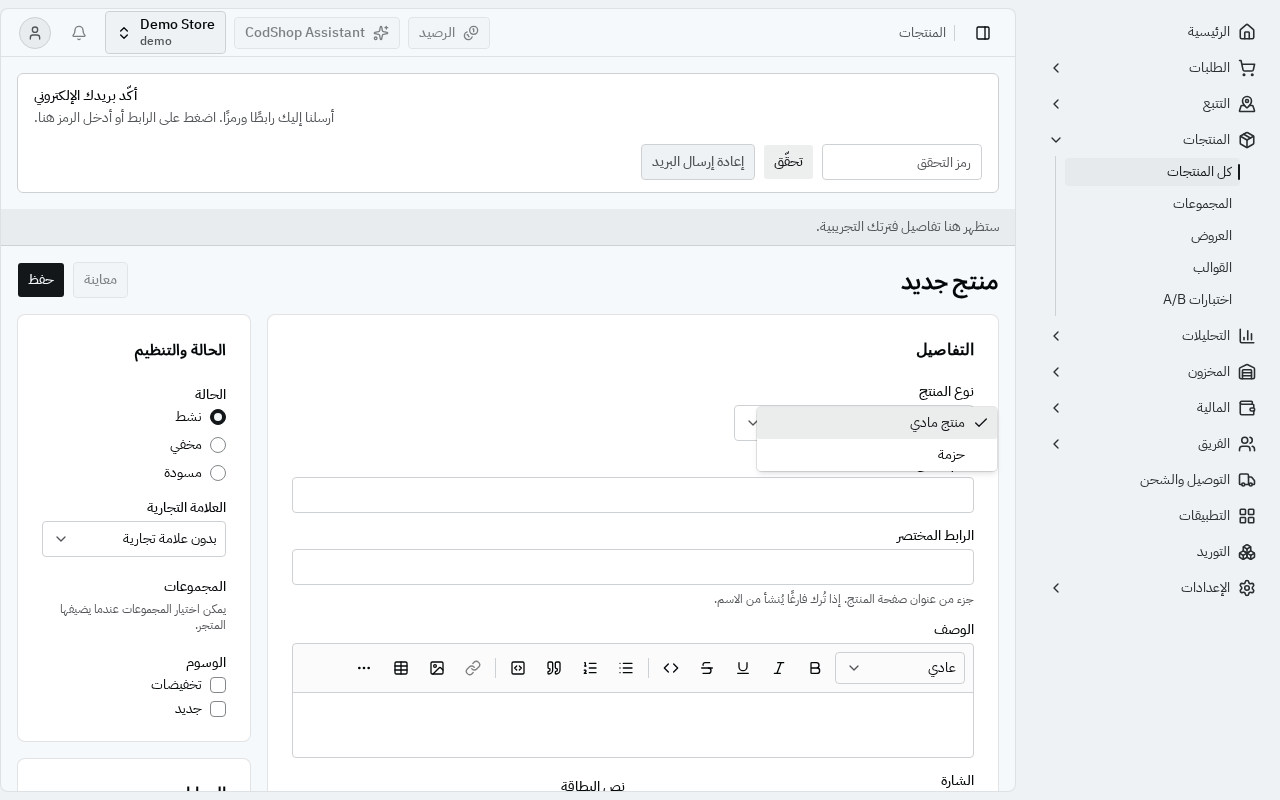 الرئيسية
الطلبات
التتبع
المنتجات
كل المنتجات
المجموعات
العروض
القوالب
اختبارات A/B
التحليلات
المخزون
المالية
الفريق
التوصيل والشحن
التطبيقات
التوريد
الإعدادات
المنتجات
الرصيد
CodShop Assistant
Demo Store
demo
أكّد بريدك الإلكتروني
أرسلنا إليك رابطًا ورمزًا. اضغط على الرابط أو أدخل الرمز هنا.
رمز التحقق
تحقّق
إعادة إرسال البريد
ستظهر هنا تفاصيل فترتك التجريبية.
منتج جديد
معاينة
حفظ
التفاصيل
نوع المنتج
منتج مادي
حزمة
الرابط المختصر
جزء من عنوان صفحة المنتج. إذا تُرك فارغًا يُنشأ من الاسم.
الوصف
عادي
الشارة
نص البطاقة
الحالة والتنظيم
الحالة
نشط
مخفي
مسودة
العلامة التجارية
بدون علامة تجارية
المجموعات
يمكن اختيار المجموعات عندما يضيفها
المتجر.
الوسوم
تخفيضات
جديد